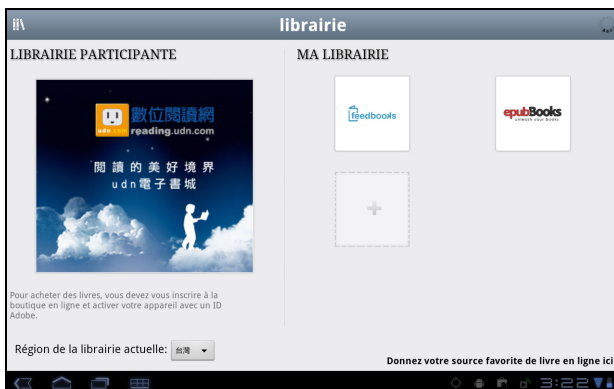 librairie
LIBRAIRIE PARTICIPANTE
數位閱讀網
udn.com reading.udn.com
閱讀的美好境界
udn電子書城
Pour acheter des livres, vous devez vous inscrire à la
boutique en ligne et activer votre appareil avec un ID
Adobe.
Région de la librairie actuelle: 台灣
MA LIBRAIRIE
feedbooks
epubBooks
UNLEASH YOUR BOOKS
Donnez votre source favorite de livre en ligne ici
3:22